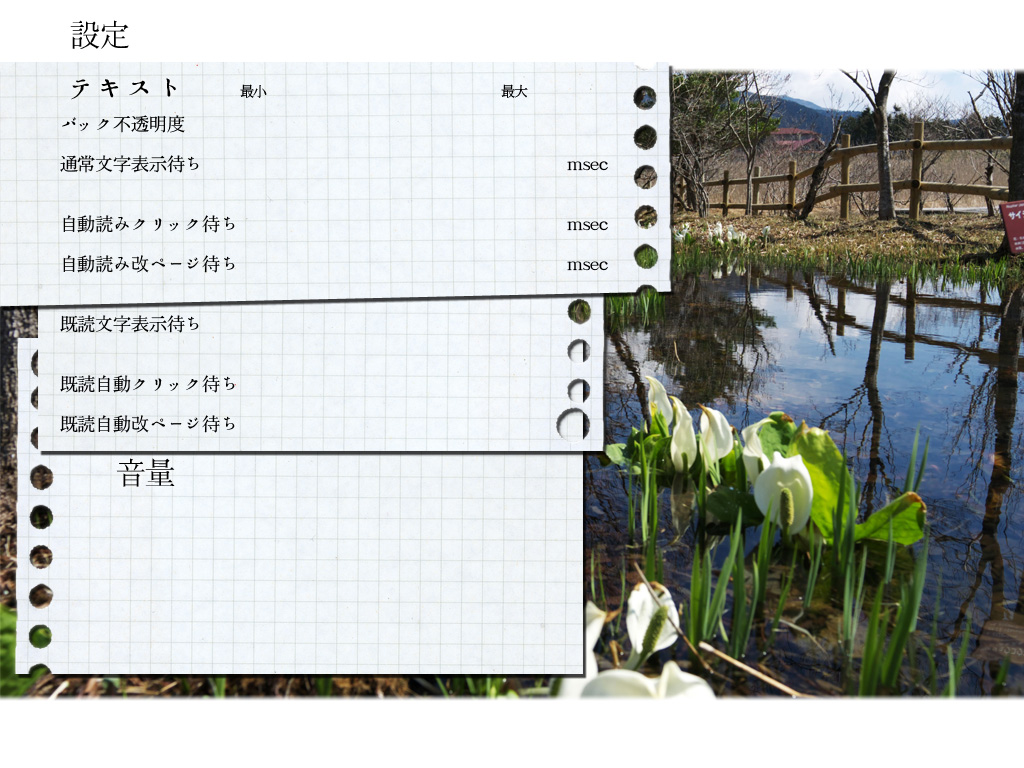 設定
テキスト 最小 最大
バック不透明度
通常文字表示待ち msec
自動読みクリック待ち msec
自動読み改ページ待ち msec
既読文字表示待ち
既読自動クリック待ち
既読自動改ページ待ち
音量
サイ